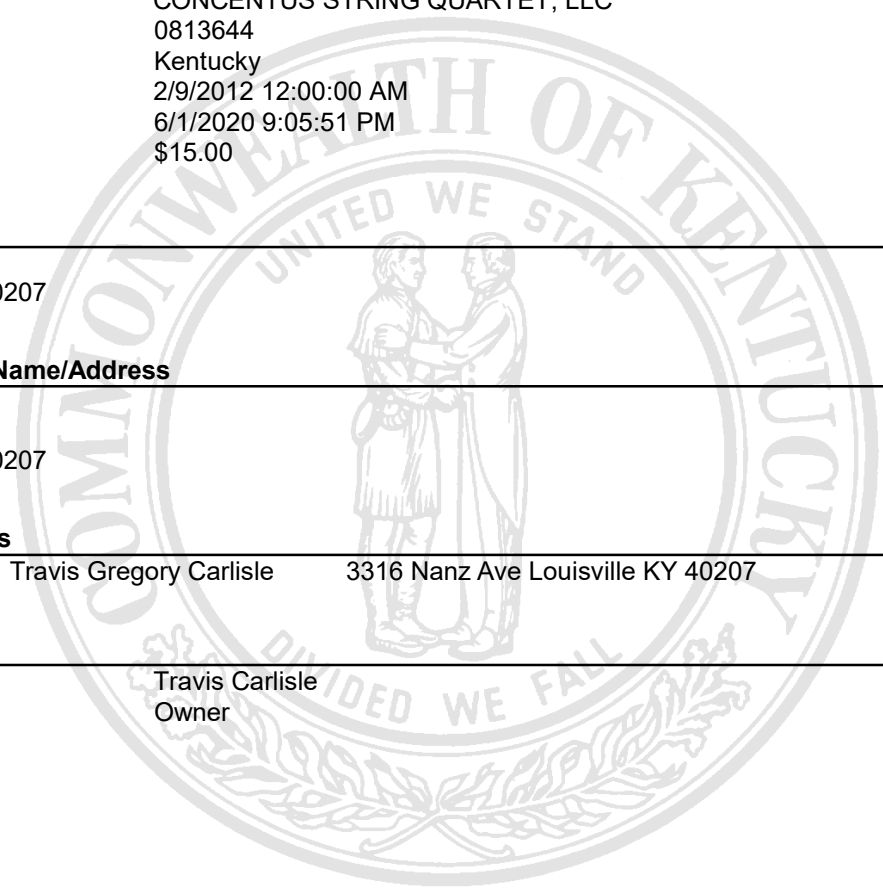 CONCENTUS STRING QUARTET, LLC
0813644
Kentucky
2/9/2012 12:00:00 AM
6/1/2020 9:05:51 PM
$15.00
0207
Name/Address
0207
s
Travis Gregory Carlisle 3316 Nanz Ave Louisville KY 40207
Travis Carlisle
Owner
COMMONWEALTH OF KENTUCKY
UNITED WE STAND
DIVIDED WE FALL